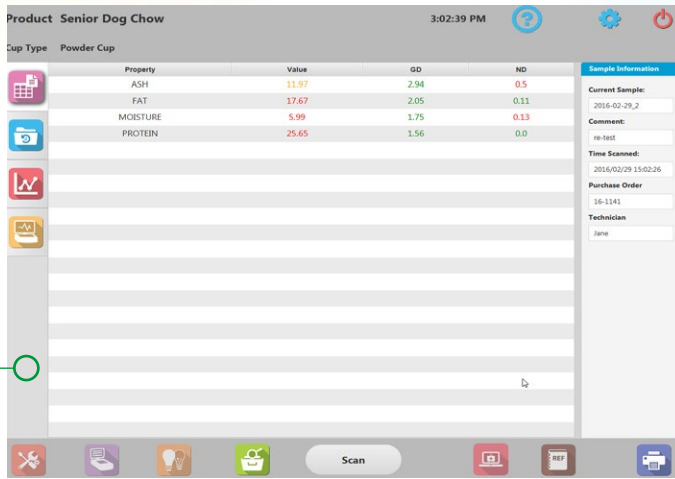 Product Senior Dog Chow 3:02:39 PM ?
Cup Type Powder Cup
Property Value GD ND
ASH 11.97 2.94 0.5
FAT 17.67 2.05 0.11
MOISTURE 5.99 1.75 0.13
PROTEIN 25.65 1.56 0.0
Sample Information
Current Sample:
2016-02-29_2
Comment:
re-test
Time Scanned:
2016/02/29 15:02:26
Purchase Order
16-1141
Technician
Jane
Scan
REF